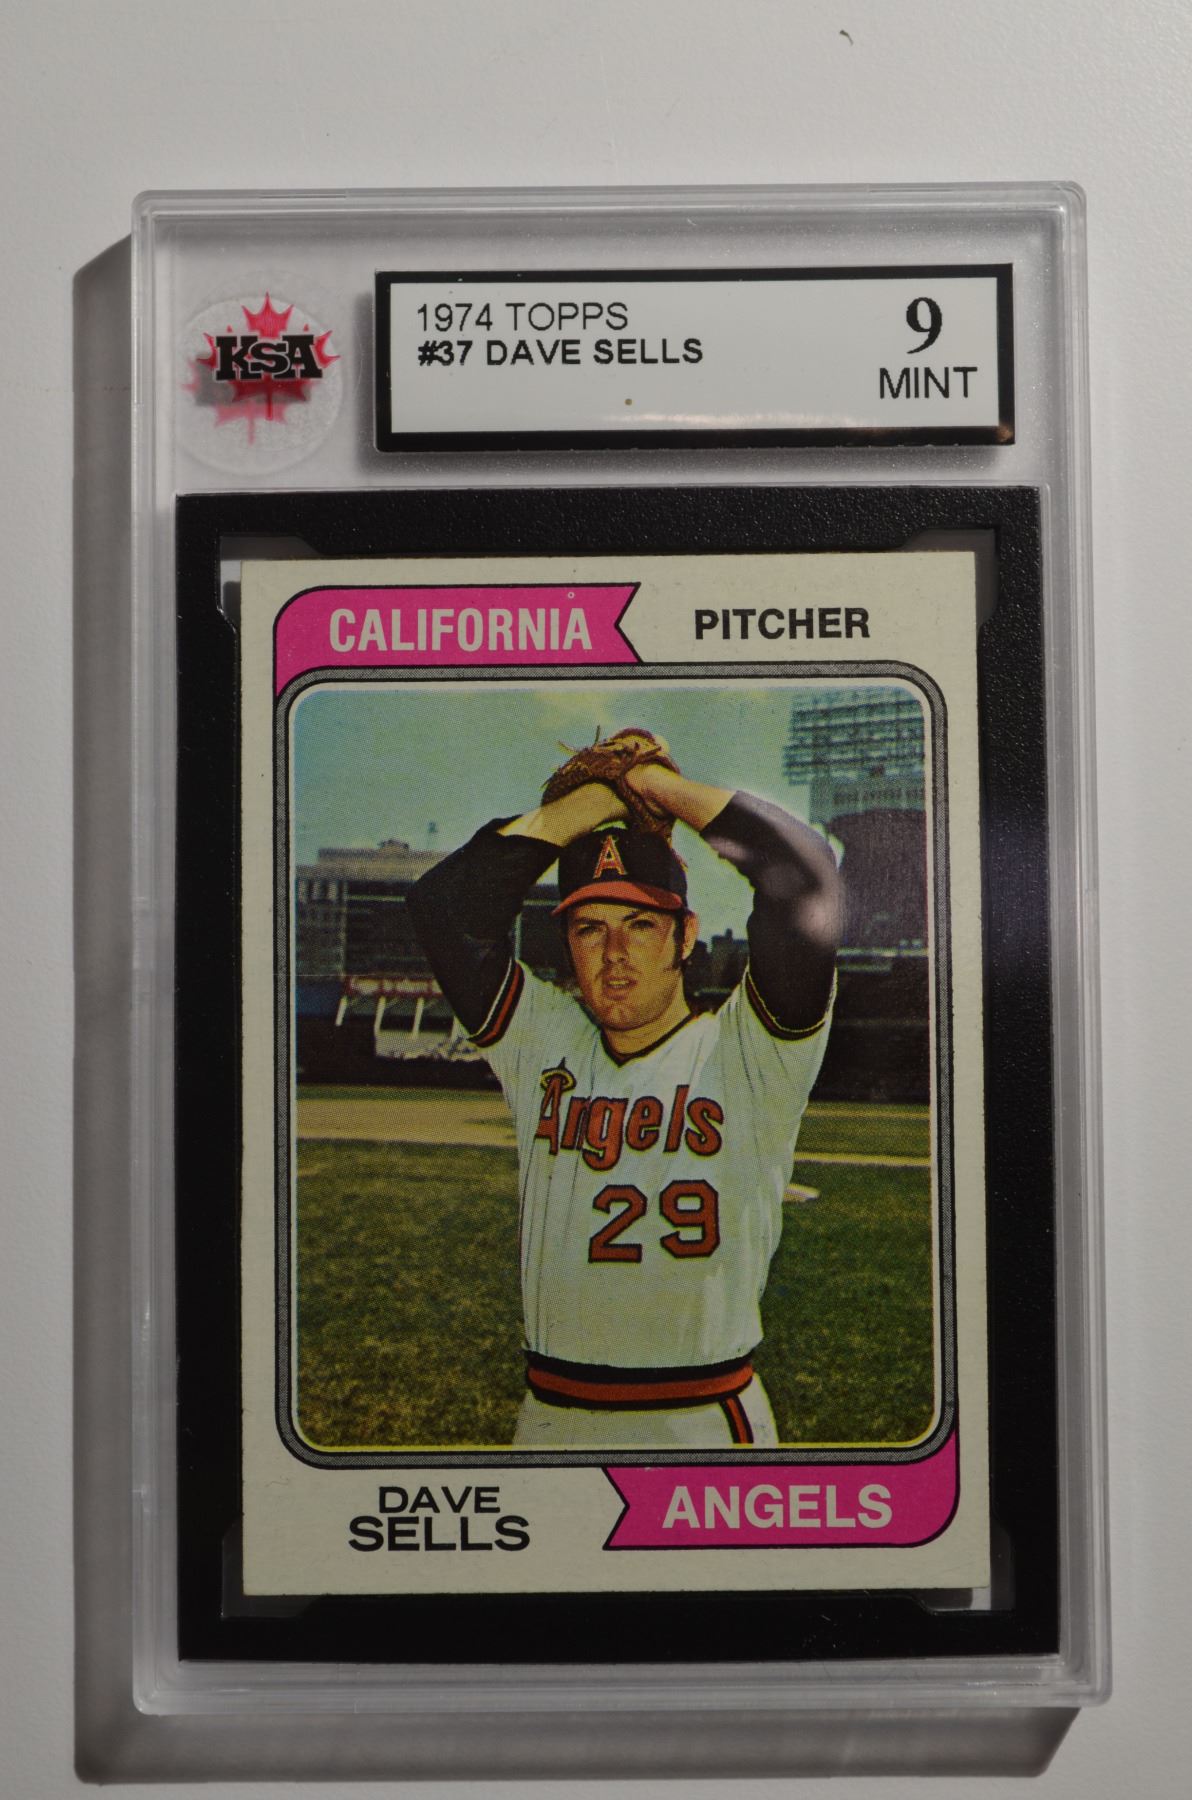 KSA
1974 TOPPS
#37 DAVE SELLS
9
MINT
CALIFORNIA
PITCHER
A
Angels
29
DAVE
SELLS
ANGELS